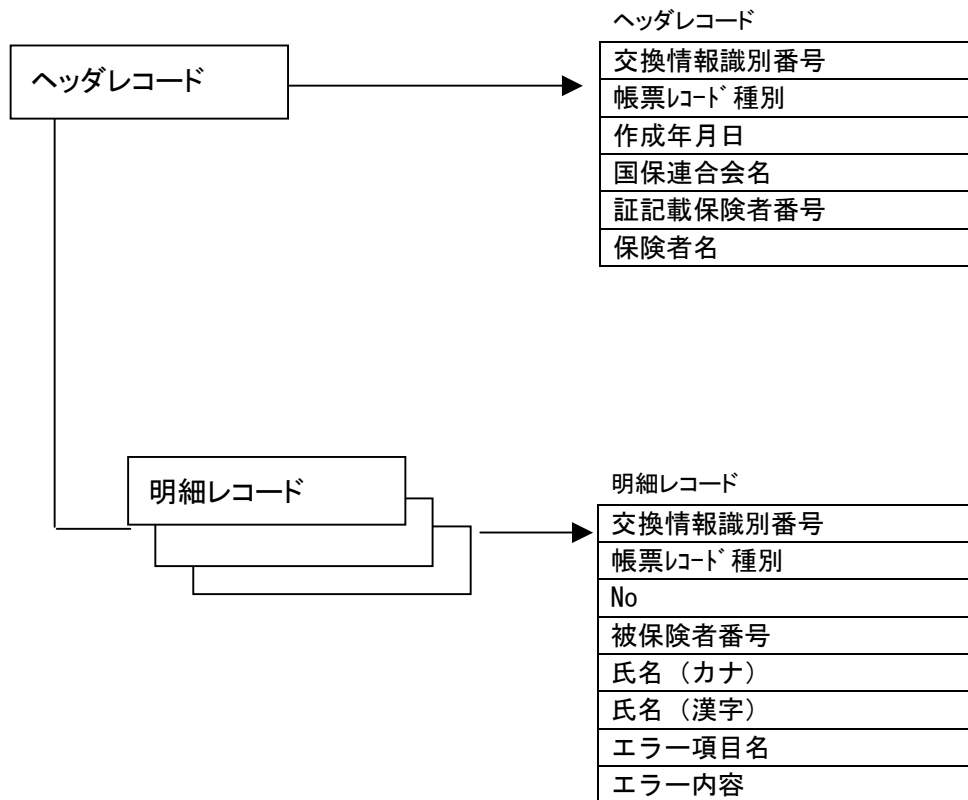 ヘッダレコード
ヘッダレコード
交換情報識別番号
帳票ﾚｺｰﾄﾞ種別
作成年月日
国保連合会名
証記載保険者番号
保険者名
明細レコード
明細レコード
交換情報識別番号
帳票ﾚｺｰﾄﾞ種別
No
被保険者番号
氏名（カナ）
氏名（漢字）
エラー項目名
エラー内容